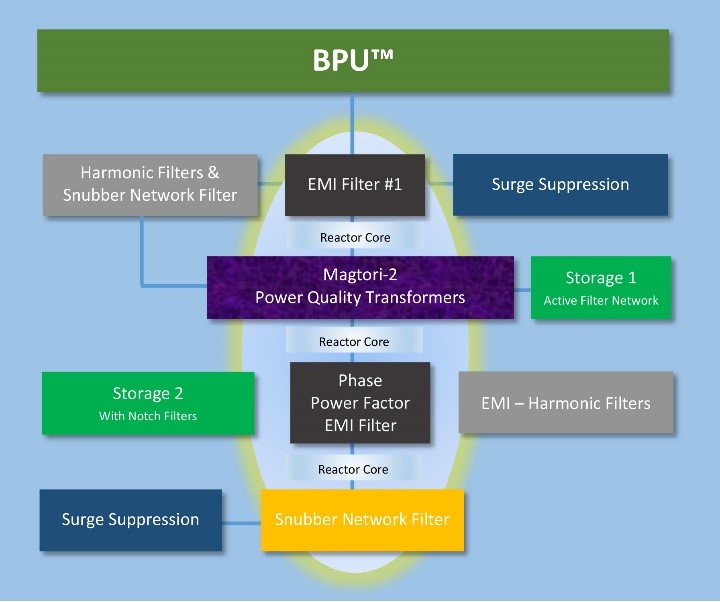 BPU™
Harmonic Filters &
Snubber Network Filter
EMI Filter #1
Surge Suppression
Reactor Core
Magtori-2
Power Quality Transformers
Storage 1
Active Filter Network
Reactor Core
Storage 2
With Notch Filters
Phase
Power Factor
EMI Filter
EMI – Harmonic Filters
Reactor Core
Surge Suppression
Snubber Network Filter